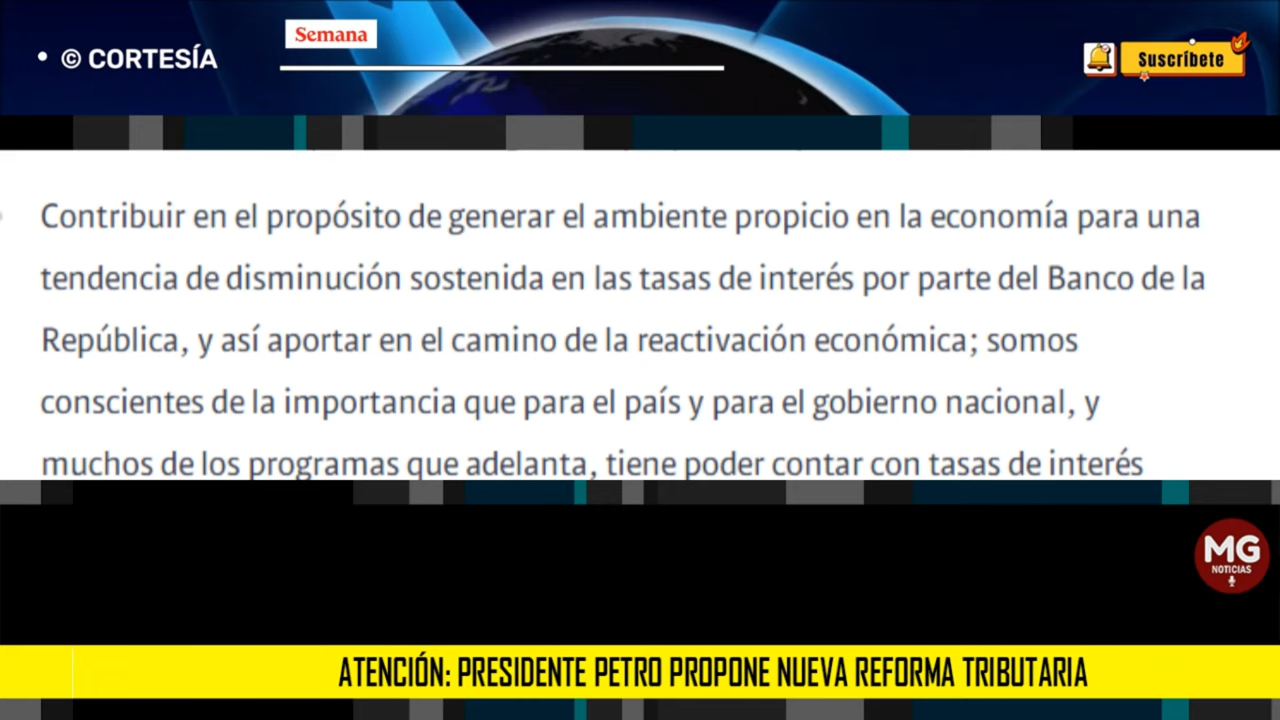 • © CORTESÍA
Semana
Suscríbete
Contribuir en el propósito de generar el ambiente propicio en la economía para una
tendencia de disminución sostenida en las tasas de interés por parte del Banco de la
República, y así aportar en el camino de la reactivación económica; somos
conscientes de la importancia que para el país y para el gobierno nacional, y
muchos de los programas que adelanta, tiene poder contar con tasas de interés
MG
NOTICIAS
ATENCIÓN: PRESIDENTE PETRO PROPONE NUEVA REFORMA TRIBUTARIA